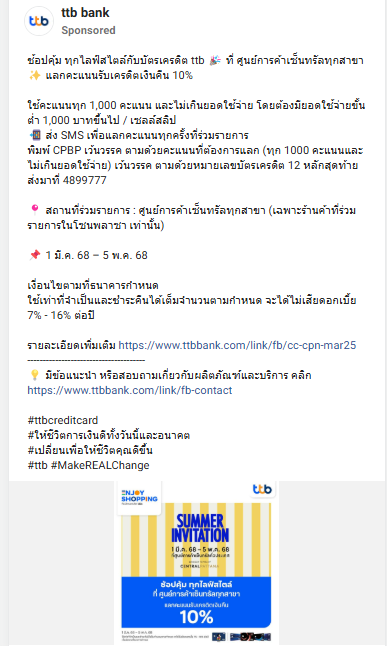 ttb bank
Sponsored
ttb
ช้อปคุ้ม ทุกไลฟ์สไตล์กับบัตรเครดิต ttb 🎉 ที่ ศูนย์การค้าเซ็นทรัลทุกสาขา
✨ แลกคะแนนรับเครดิตเงินคืน 10%
ใช้คะแนนทุก 1,000 คะแนน และไม่เกินยอดใช้จ่าย โดยต้องมียอดใช้จ่ายขั้น
ต่ำ 1,000 บาทขึ้นไป / เซลล์สลิป
📲 ส่ง SMS เพื่อแลกคะแนนทุกครั้งที่ร่วมรายการ
พิมพ์ CPBP เว้นวรรค ตามด้วยคะแนนที่ต้องการแลก (ทุก 1000 คะแนนและ
ไม่เกินยอดใช้จ่าย) เว้นวรรค ตามด้วยหมายเลขบัตรเครดิต 12 หลักสุดท้าย
ส่งมาที่ 4899777
📍 สถานที่ร่วมรายการ : ศูนย์การค้าเซ็นทรัลทุกสาขา (เฉพาะร้านค้าที่ร่วม
รายการในโซนพลาซา เท่านั้น)
📌 1 มี.ค. 68 – 5 พ.ค. 68
เงื่อนไขตามที่ธนาคารกำหนด
ใช้เท่าที่จำเป็นและชำระคืนได้เต็มจำนวนตามกำหนด จะได้ไม่เสียดอกเบี้ย
7% - 16% ต่อปี
รายละเอียดเพิ่มเติม https://www.ttbbank.com/link/fb/cc-cpn-mar25
------------------------------------
💡 มีข้อแนะนำ หรือสอบถามเกี่ยวกับผลิตภัณฑ์และบริการ คลิก
https://www.ttbbank.com/link/fb-contact
#ttbcreditcard
#ให้ชีวิตการเงินดีทั้งวันนี้และอนาคต
#เปลี่ยนเพื่อให้ชีวิตคุณดีขึ้น
#ttb #MakeREALChange
ENJOY
SHOPPING
ttb
SUMMER
INVITATION
1 มี.ค. 68 – 5 พ.ค. 68
ช้อปคุ้ม ทุกไลฟ์สไตล์
ที่ ศูนย์การค้าเซ็นทรัลทุกสาขา
แลกคะแนนรับเครดิตเงินคืน
10%